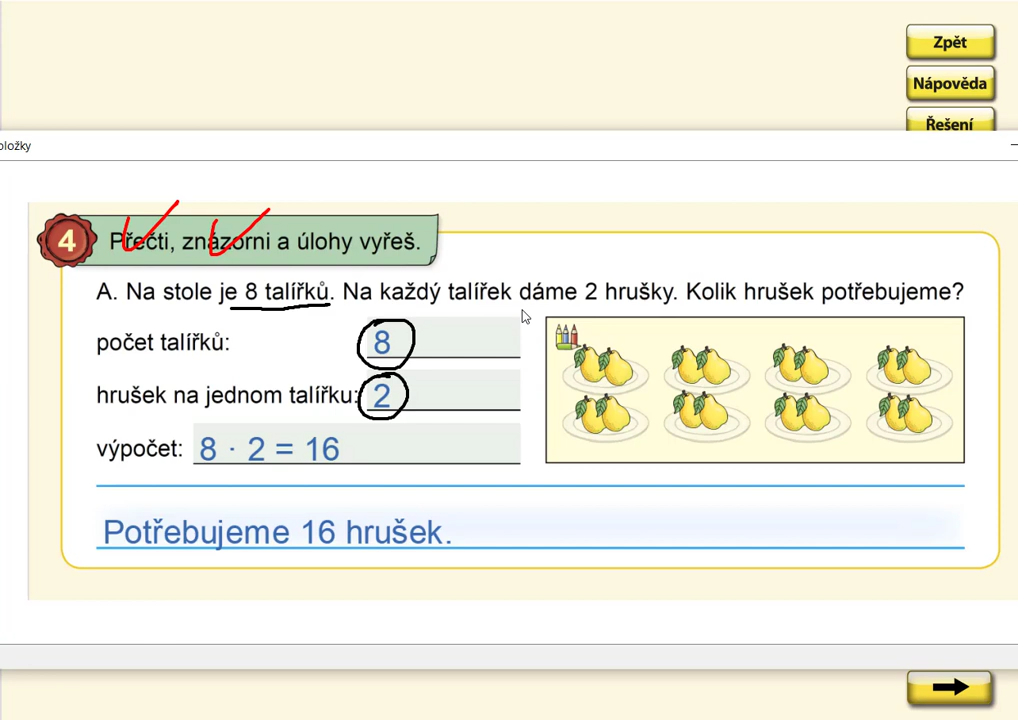 Zpět
Nápověda
Řešení
oložky
4 Přečti, znázorni a úlohy vyřeš.
A. Na stole je 8 talířků. Na každý talířek dáme 2 hrušky. Kolik hrušek potřebujeme?
počet talířků: 8
hrušek na jednom talířku: 2
výpočet: 8 · 2 = 16
Potřebujeme 16 hrušek.